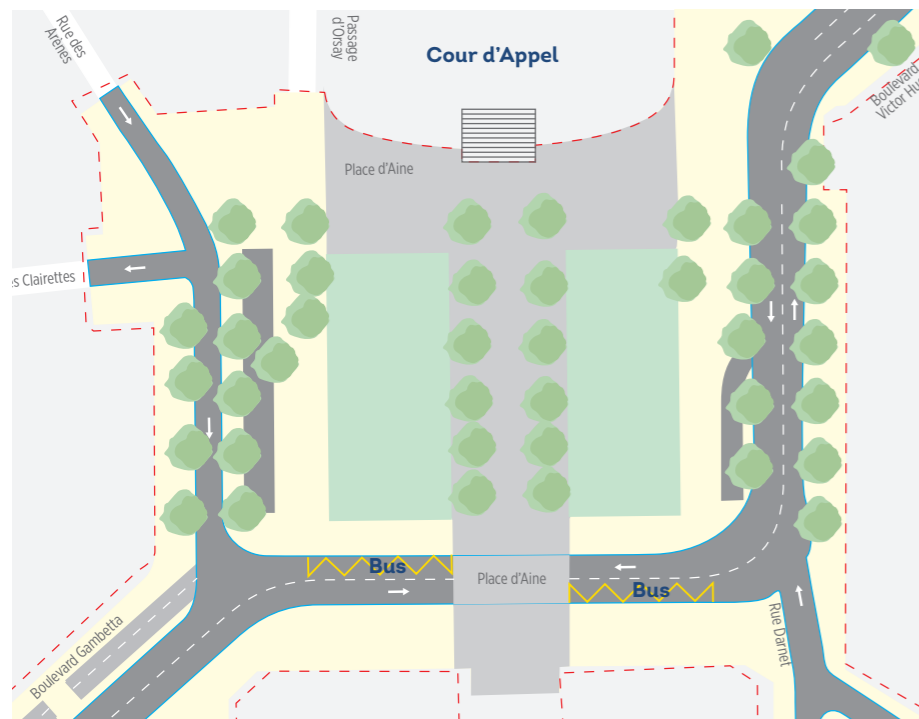 Rue des
Arènes
Passage
d'Orsay
Cour d'Appel
Boulevard
Victor Hu
Place d'Aine
es Clairettes
Bus
Place d'Aine
Bus
Boulevard Gambetta
Rue Darnet